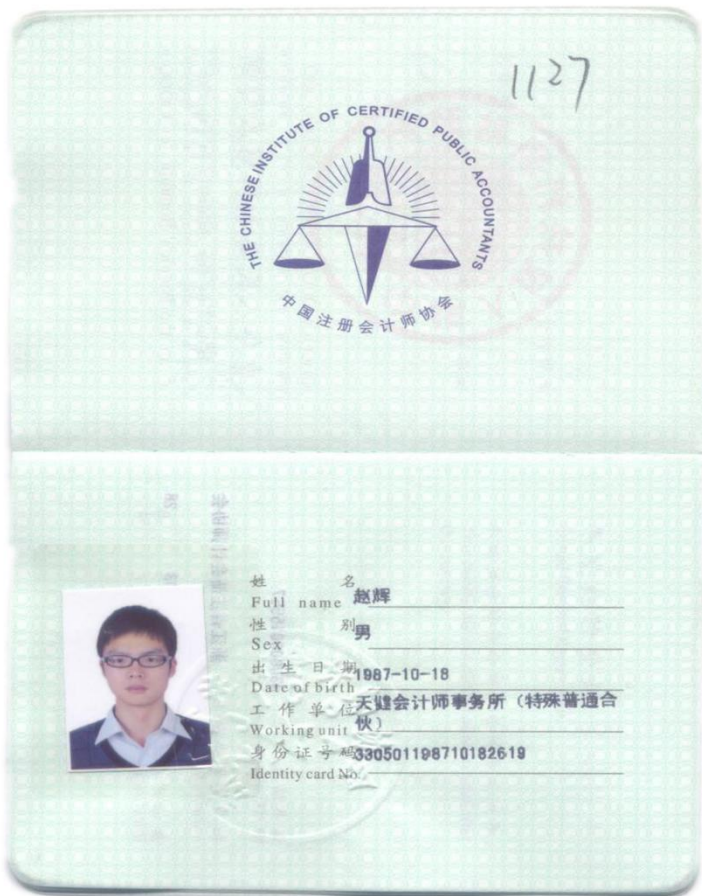 1127
THE CHINESE INSTITUTE OF CERTIFIED PUBLIC ACCOUNTANTS
中国注册会计师协会
姓 名
Full name 赵辉
性 别
Sex 男
出生日期
Date of birth 1987-10-18
工作单位
Working unit 天健会计师事务所（特殊普通合
伙）
身份证号码
Identity card No. 330501198710182619